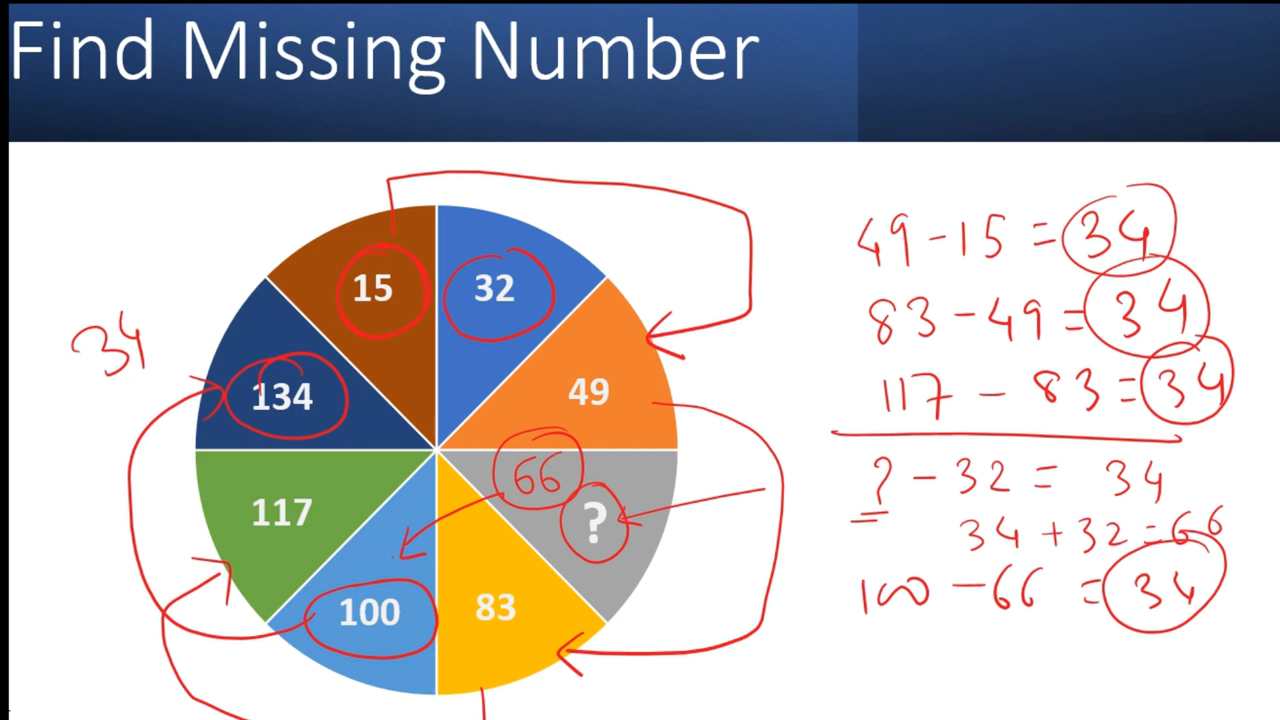 Find Missing Number
15
32
49
?
66
83
100
117
134
34
49 - 15 = 34
83 - 49 = 34
117 - 83 = 34
? - 32 = 34
34 + 32 = 66
100 - 66 = 34